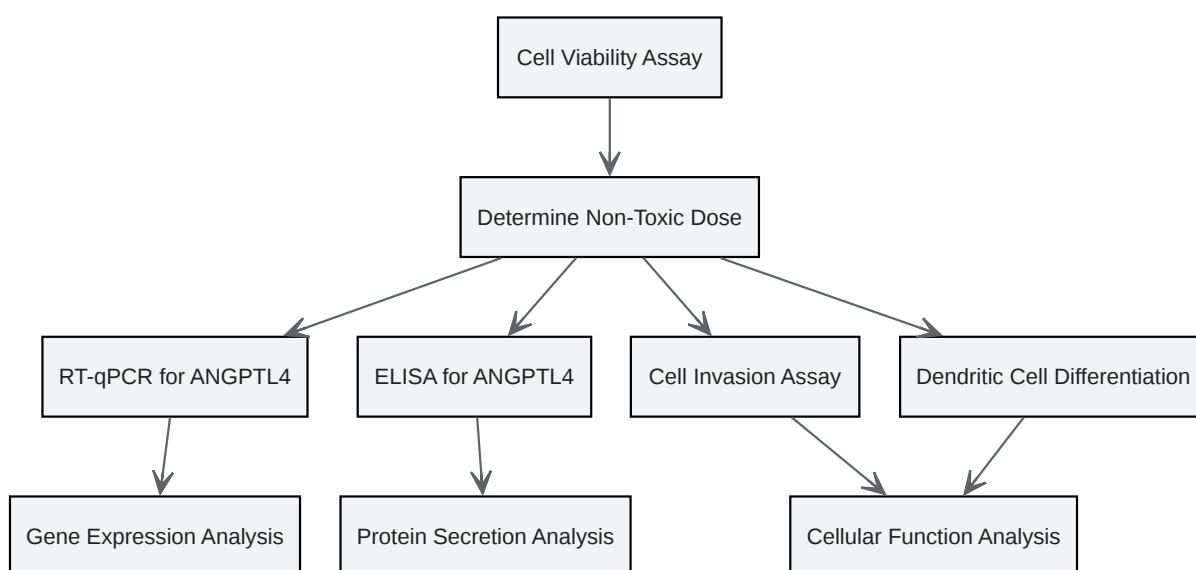 Cell Viability Assay
Determine Non-Toxic Dose
RT-qPCR for ANGPTL4
ELISA for ANGPTL4
Cell Invasion Assay
Dendritic Cell Differentiation
Gene Expression Analysis
Protein Secretion Analysis
Cellular Function Analysis